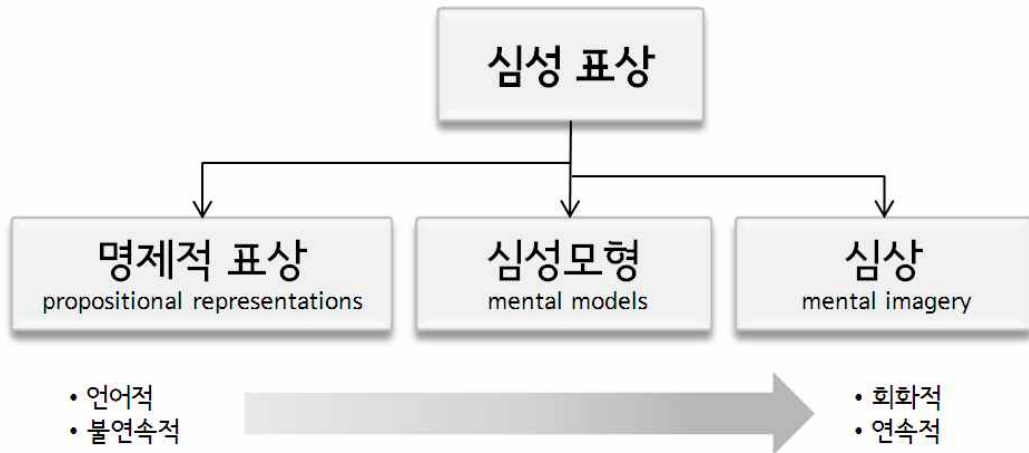 심성 표상
명제적 표상
propositional representations
심성모형
mental models
심상
mental imagery
• 언어적
• 불연속적
• 회화적
• 연속적